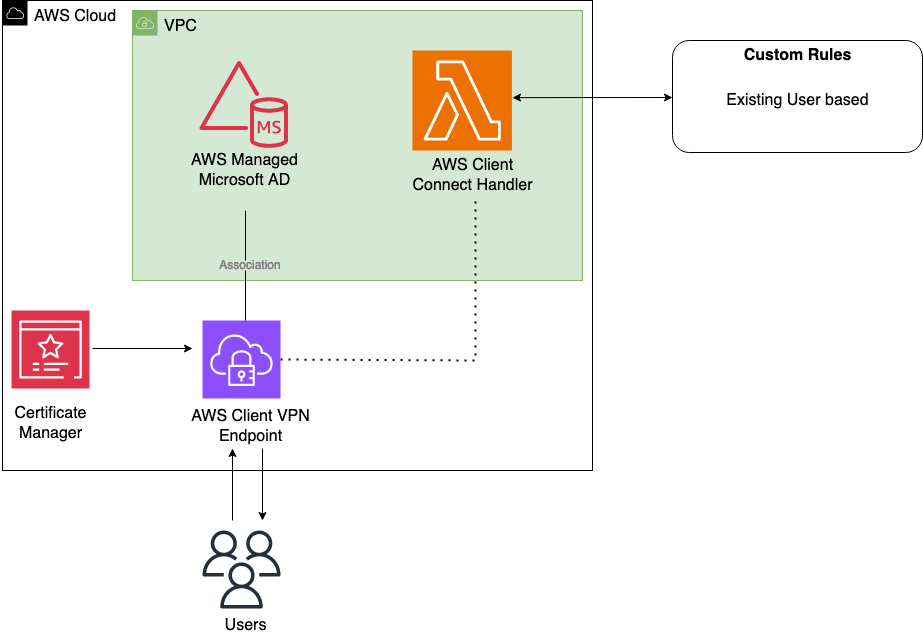 AWS Cloud
VPC
Custom Rules
Existing User based
MS
AWS Managed
Microsoft AD
AWS Client
Connect Handler
Association
Certificate
Manager
AWS Client VPN
Endpoint
Users